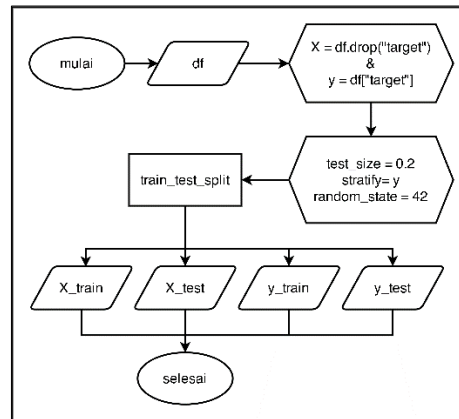 mulai
df
X = df.drop("target")
&
y = df["target"]
test_size = 0.2
stratify= y
random_state = 42
train_test_split
X_train
X_test
y_train
y_test
selesai